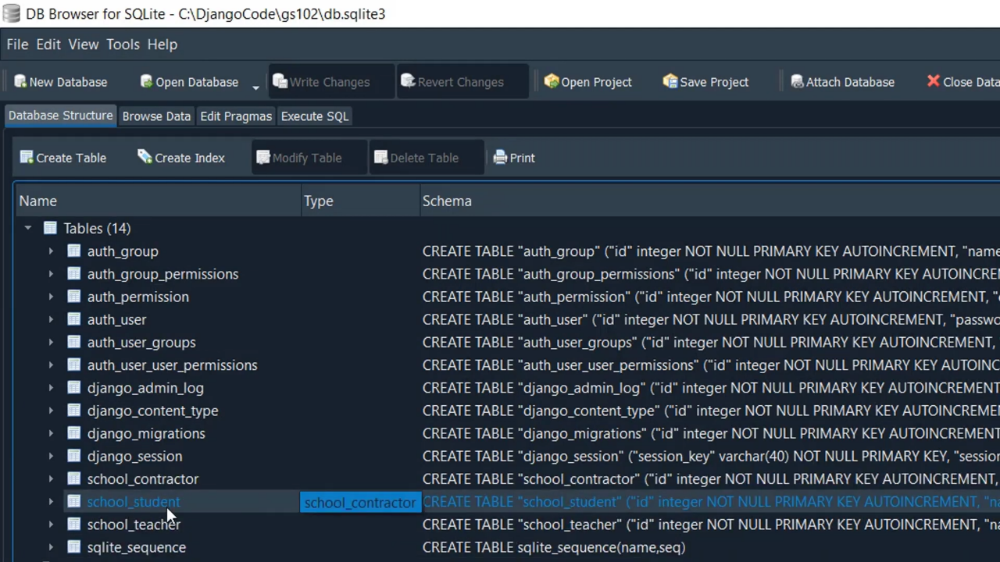 DB Browser for SQLite - C:\DjangoCode\gs102\db.sqlite3
File Edit View Tools Help
New Database Open Database Write Changes Revert Changes Open Project Save Project Attach Database Close Data
Database Structure Browse Data Edit Pragmas Execute SQL
Create Table Create Index Modify Table Delete Table Print
Name Type Schema
Tables (14)
auth_group CREATE TABLE "auth_group" ("id" integer NOT NULL PRIMARY KEY AUTOINCREMENT, "name
auth_group_permissions CREATE TABLE "auth_group_permissions" ("id" integer NOT NULL PRIMARY KEY AUTOINCRE
auth_permission CREATE TABLE "auth_permission" ("id" integer NOT NULL PRIMARY KEY AUTOINCREMENT,
auth_user CREATE TABLE "auth_user" ("id" integer NOT NULL PRIMARY KEY AUTOINCREMENT, "passwo
auth_user_groups CREATE TABLE "auth_user_groups" ("id" integer NOT NULL PRIMARY KEY AUTOINCREMENT,
auth_user_user_permissions CREATE TABLE "auth_user_user_permissions" ("id" integer NOT NULL PRIMARY KEY AUTOINC
django_admin_log CREATE TABLE "django_admin_log" ("id" integer NOT NULL PRIMARY KEY AUTOINCREMENT,
django_content_type CREATE TABLE "django_content_type" ("id" integer NOT NULL PRIMARY KEY AUTOINCREME
django_migrations CREATE TABLE "django_migrations" ("id" integer NOT NULL PRIMARY KEY AUTOINCREMENT
django_session CREATE TABLE "django_session" ("session_key" varchar(40) NOT NULL PRIMARY KEY, "session
school_contractor CREATE TABLE "school_contractor" ("id" integer NOT NULL PRIMARY KEY AUTOINCREMENT,
school_student school_contractor CREATE TABLE "school_student" ("id" integer NOT NULL PRIMARY KEY AUTOINCREMENT, "na
school_teacher CREATE TABLE "school_teacher" ("id" integer NOT NULL PRIMARY KEY AUTOINCREMENT, "na
sqlite_sequence CREATE TABLE sqlite_sequence(name,seq)